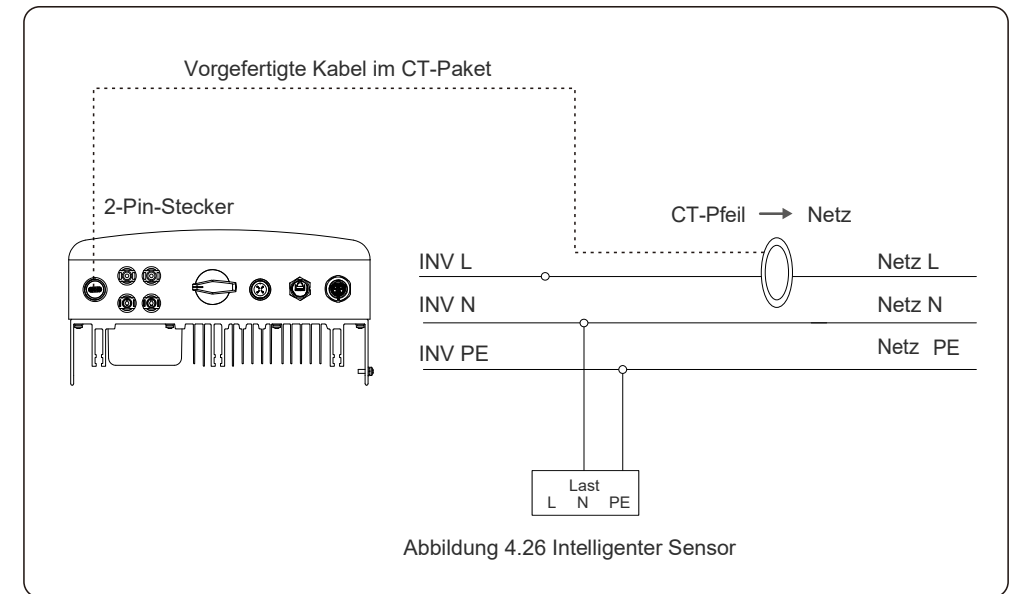 Vorgefertigte Kabel im CT-Paket
2-Pin-Stecker
CT-Pfeil → Netz
INV L
Netz L
INV N
Netz N
INV PE
Netz PE
Last
L N PE
Abbildung 4.26 Intelligenter Sensor